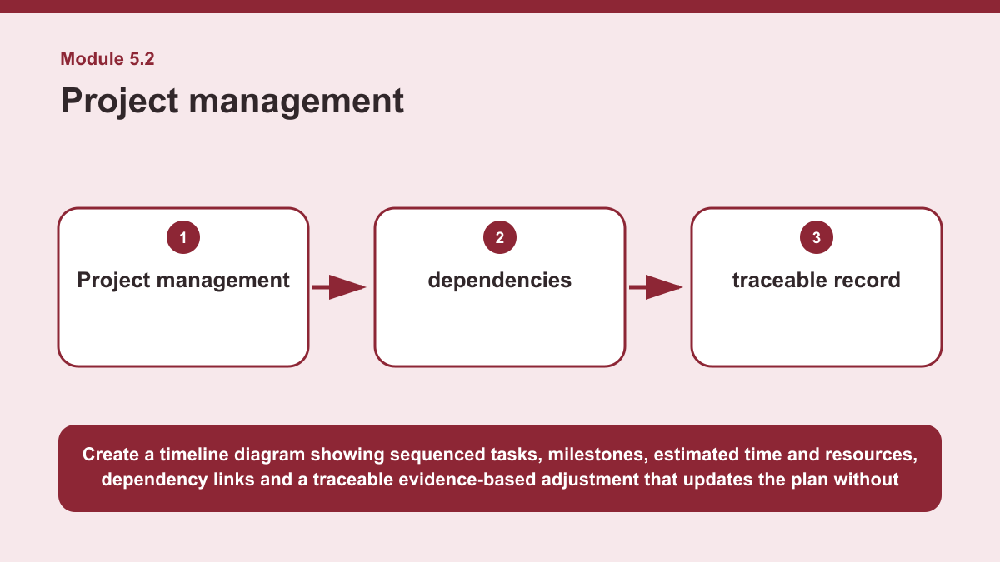 Module 5.2
Project management
1
Project management
2
dependencies
3
traceable record
Create a timeline diagram showing sequenced tasks, milestones, estimated time and resources,
dependency links and a traceable evidence-based adjustment that updates the plan without